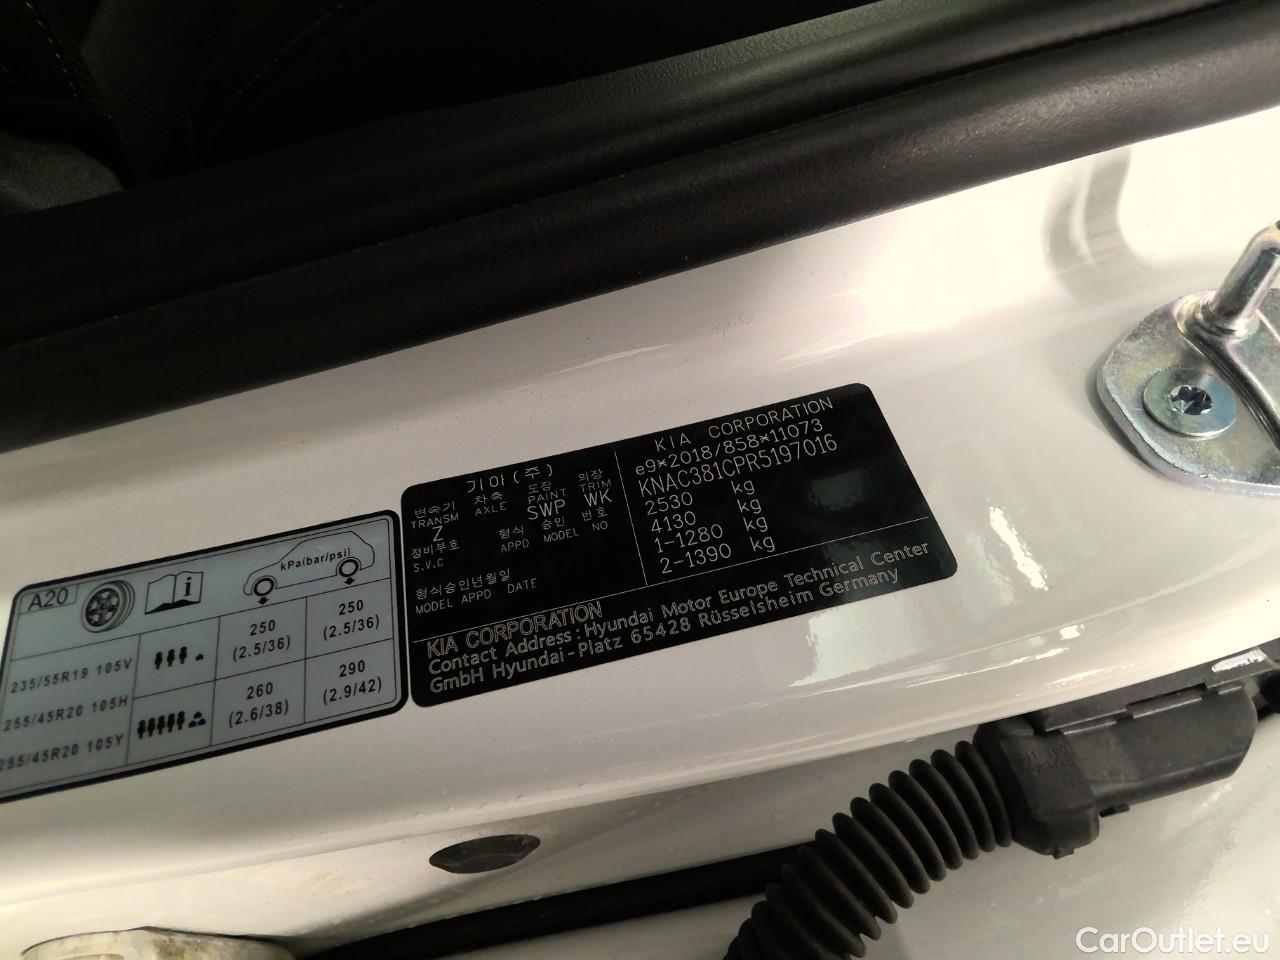 기아(주)
변속기 차축 도장 의장
TRANSM AXLE PAINT TRIM
Z SWP WK
정비부호 형식 승인 번호
S.V.C APPD MODEL NO
형식승인년월일
MODEL APPD DATE
KIA CORPORATION
e9*2018/858*11073
KNAC381CPR5197016
2530 kg
4130 kg
1-1280 kg
2-1390 kg
KIA CORPORATION
Contact Address : Hyundai Motor Europe Technical Center
GmbH Hyundai-Platz 65428 Rüsselsheim Germany
A20 i kPa(bar/psi)
235/55R19 105V
255/45R20 105H
255/45R20 105Y
250 250
(2.5/36) (2.5/36)
260 290
(2.6/38) (2.9/42)
CarOutlet.eu